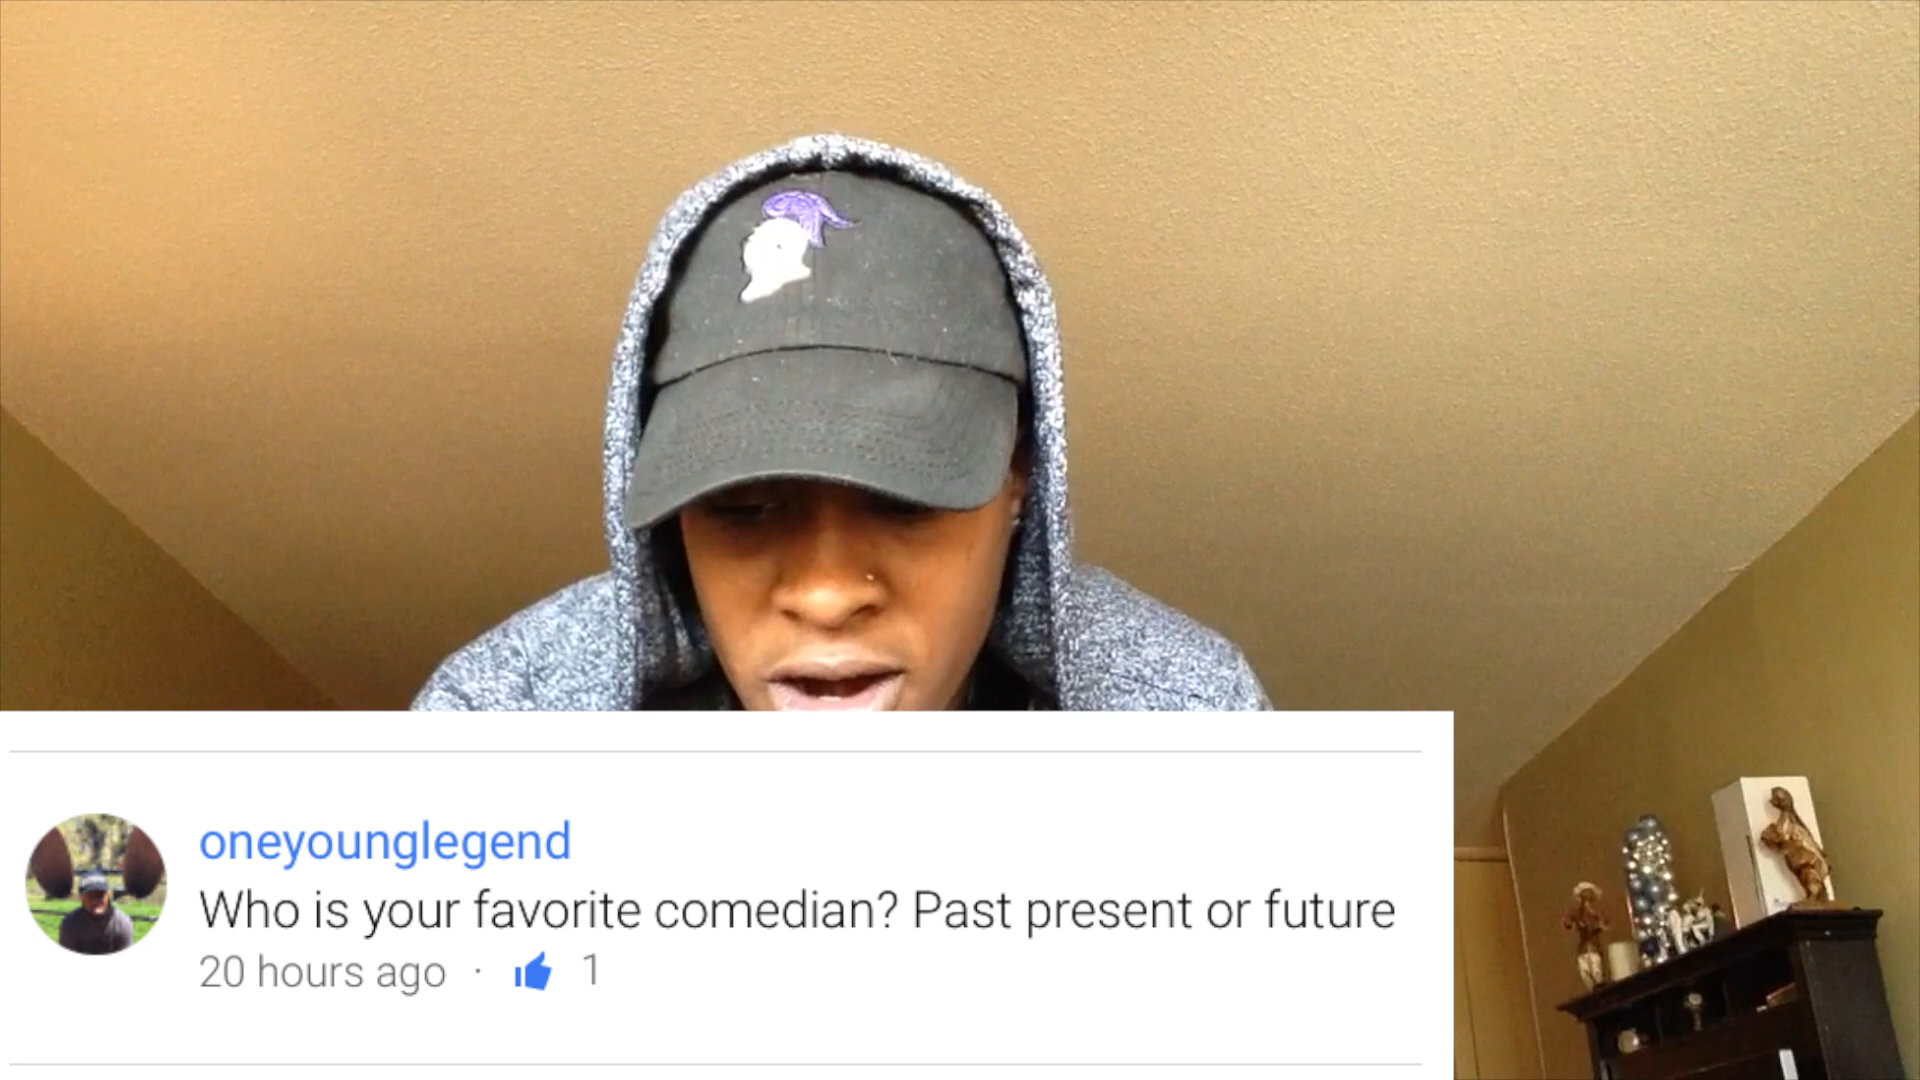 oneyounglegend
Who is your favorite comedian? Past present or future
20 hours ago · 1